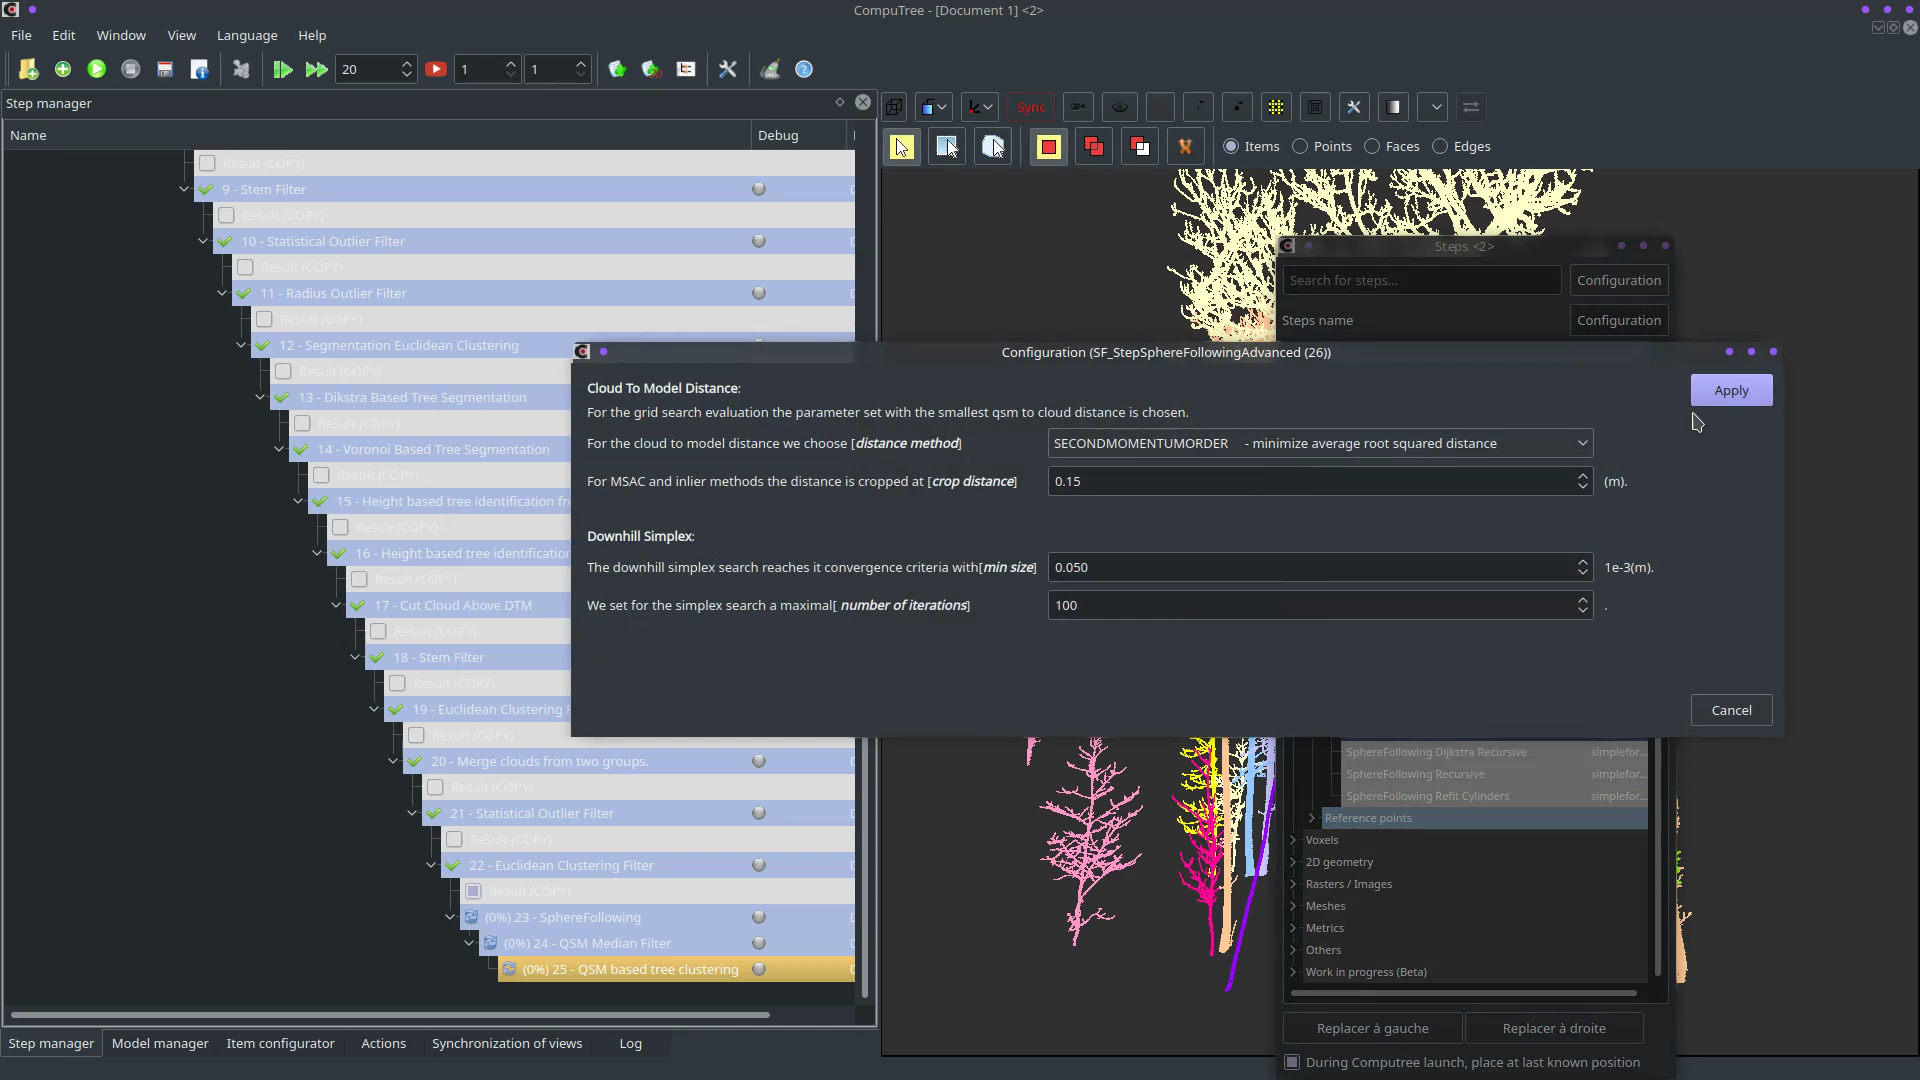 CompuTree - [Document 1] <2>
File Edit Window View Language Help
20 1 1
Step manager
Name Debug
Sync
Items Points Faces Edges
Result (COPY)
9 - Stem Filter
Result (COPY)
10 - Statistical Outlier Filter
Result (COPY)
11 - Radius Outlier Filter
Result (COPY)
12 - Segmentation Euclidean Clustering
Result (COPY)
13 - Dikstra Based Tree Segmentation
Result (COPY)
14 - Voronoi Based Tree Segmentation
Result (COPY)
15 - Height based tree identification fr
Result (COPY)
16 - Height based tree identification
Result (COPY)
17 - Cut Cloud Above DTM
Result (COPY)
18 - Stem Filter
Result (COPY)
19 - Euclidean Clustering F
Result (COPY)
20 - Merge clouds from two groups.
Result (COPY)
21 - Statistical Outlier Filter
Result (COPY)
22 - Euclidean Clustering Filter
Result (COPY)
(0%) 23 - SphereFollowing
(0%) 24 - QSM Median Filter
(0%) 25 - QSM based tree clustering
Steps <2>
Search for steps... Configuration
Steps name Configuration
Configuration (SF_StepSphereFollowingAdvanced (26))
Cloud To Model Distance:
Apply
For the grid search evaluation the parameter set with the smallest qsm to cloud distance is chosen.
For the cloud to model distance we choose [distance method] SECONDMOMENTUMORDER - minimize average root squared distance
For MSAC and inlier methods the distance is cropped at [crop distance] 0.15 (m).
Downhill Simplex:
The downhill simplex search reaches it convergence criteria with[min size] 0.050 1e-3(m).
We set for the simplex search a maximal[ number of iterations] 100 .
Cancel
SphereFollowing Dijkstra Recursive simplefor...
SphereFollowing Recursive simplefor...
SphereFollowing Refit Cylinders simplefor...
Reference points
Voxels
2D geometry
Rasters / Images
Meshes
Metrics
Others
Work in progress (Beta)
Replacer à gauche Replacer à droite
During Computree launch, place at last known position
Step manager Model manager Item configurator Actions Synchronization of views Log